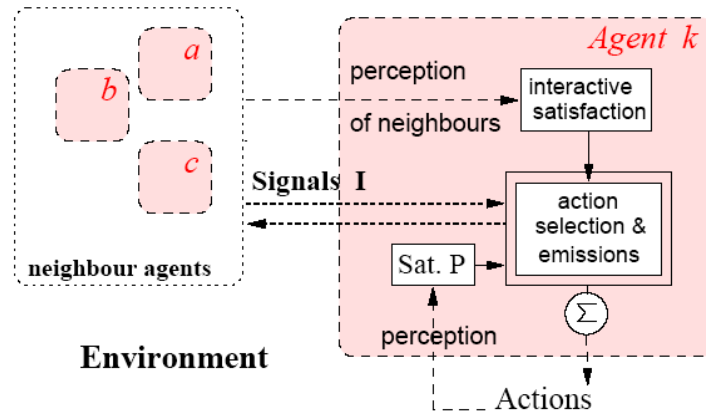 a
b
c
neighbour agents
Environment
Agent k
perception
of neighbours
interactive
satisfaction
Signals I
action
selection &
emissions
Sat. P
Σ
perception
Actions